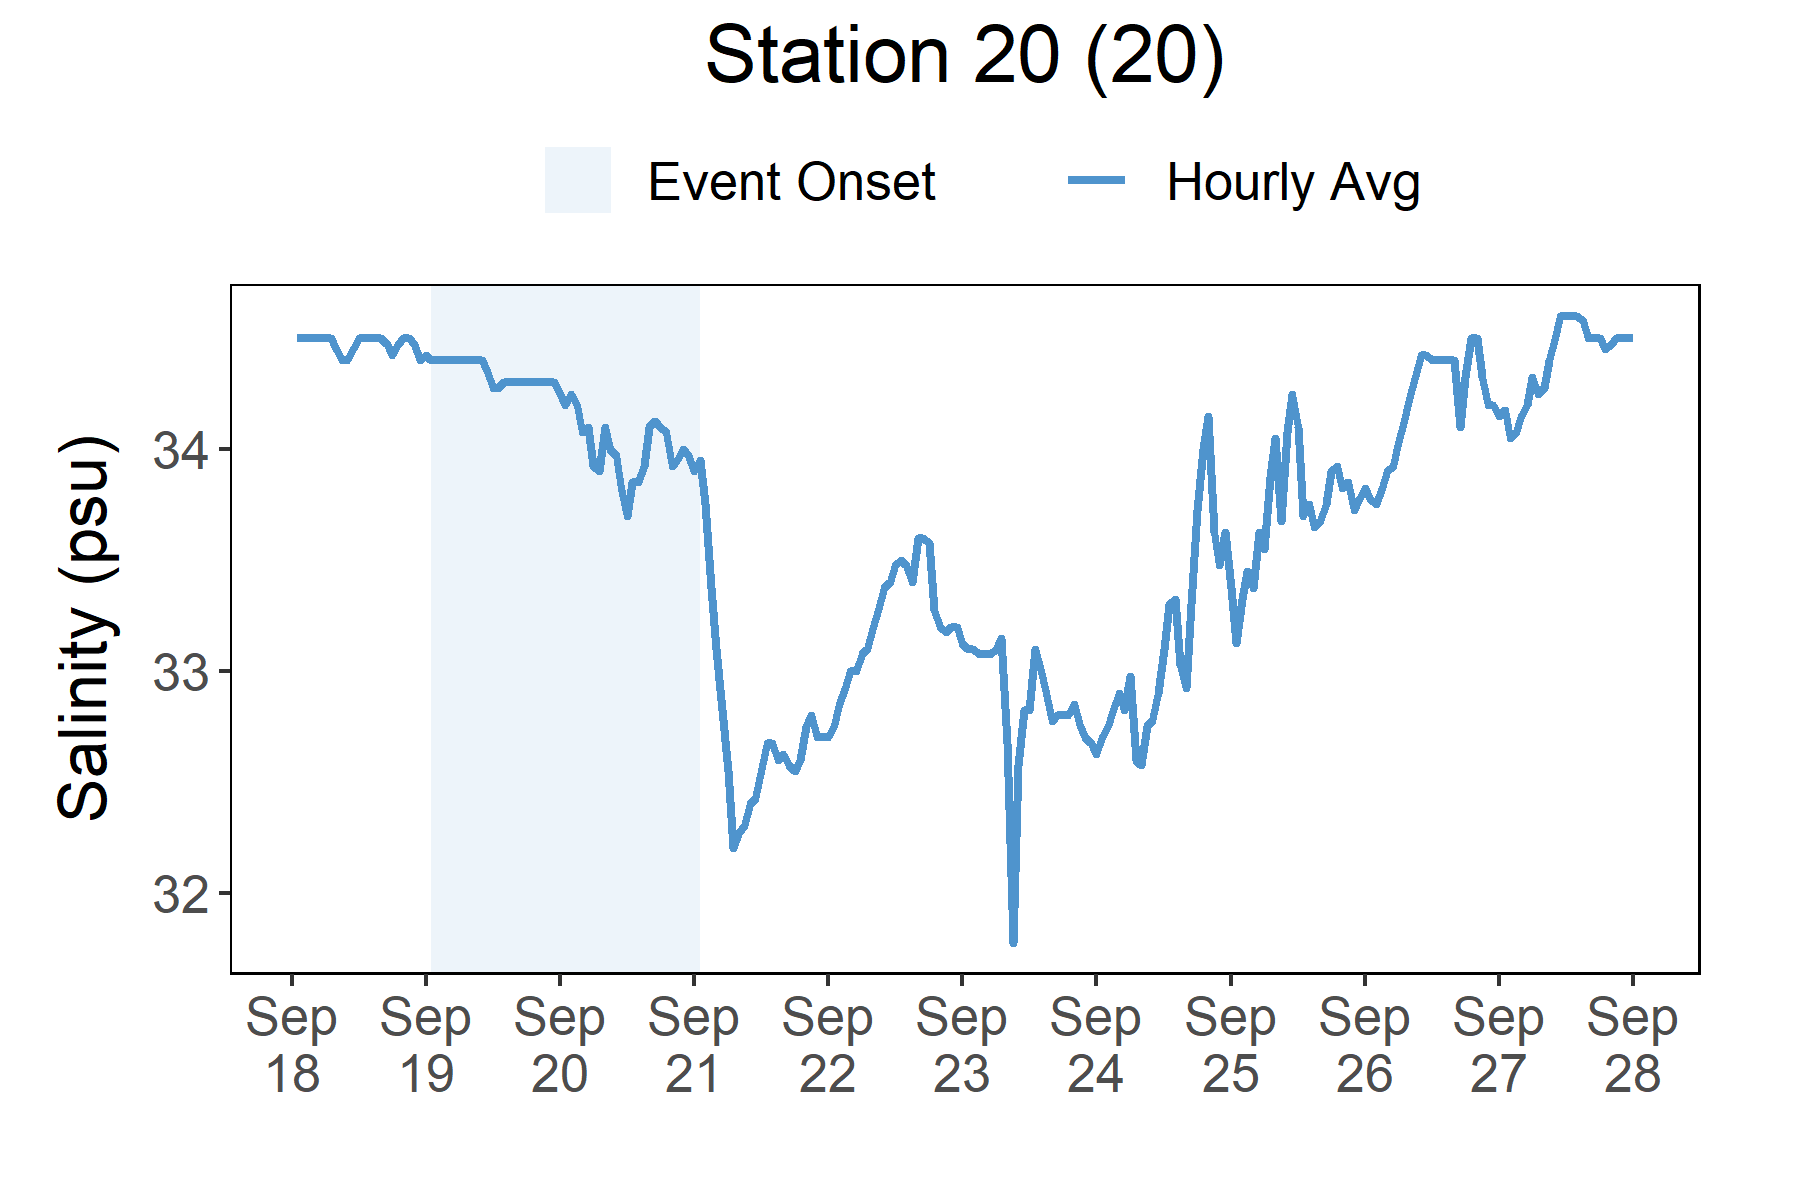 Station 20 (20)
Event Onset
Hourly Avg
Salinity (psu)
34
33
32
Sep 18
Sep 19
Sep 20
Sep 21
Sep 22
Sep 23
Sep 24
Sep 25
Sep 26
Sep 27
Sep 28